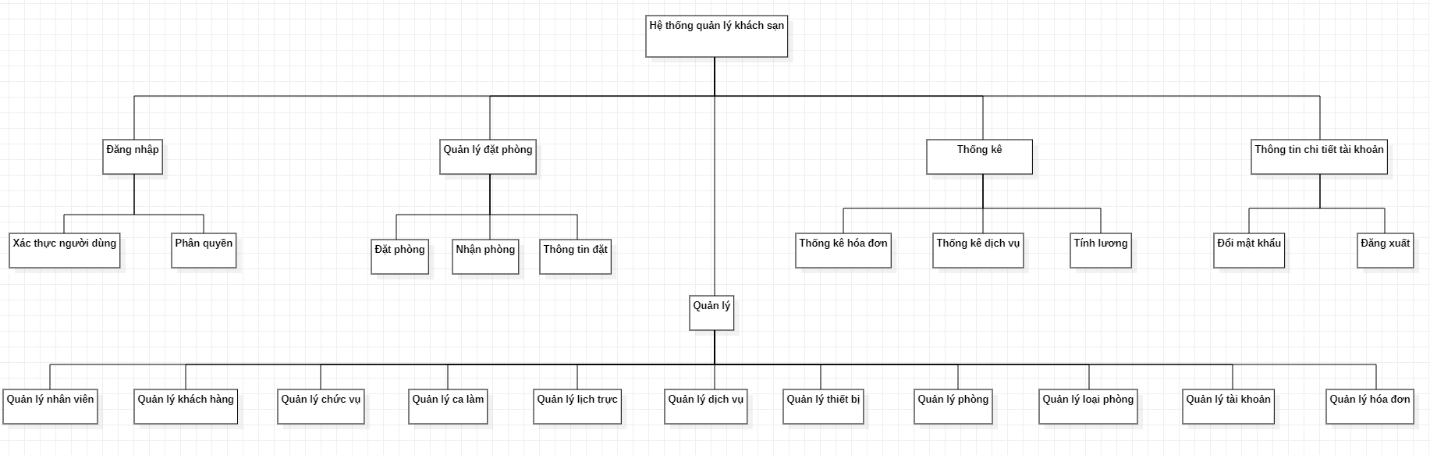 Hệ thống quản lý khách sạn
Đăng nhập
Quản lý đặt phòng
Thống kê
Thông tin chi tiết tài khoản
Xác thực người dùng
Phân quyền
Đặt phòng
Nhận phòng
Thông tin đặt
Thống kê hóa đơn
Thống kê dịch vụ
Tính lương
Đổi mật khẩu
Đăng xuất
Quản lý
Quản lý nhân viên
Quản lý khách hàng
Quản lý chức vụ
Quản lý ca làm
Quản lý lịch trực
Quản lý dịch vụ
Quản lý thiết bị
Quản lý phòng
Quản lý loại phòng
Quản lý tài khoản
Quản lý hóa đơn